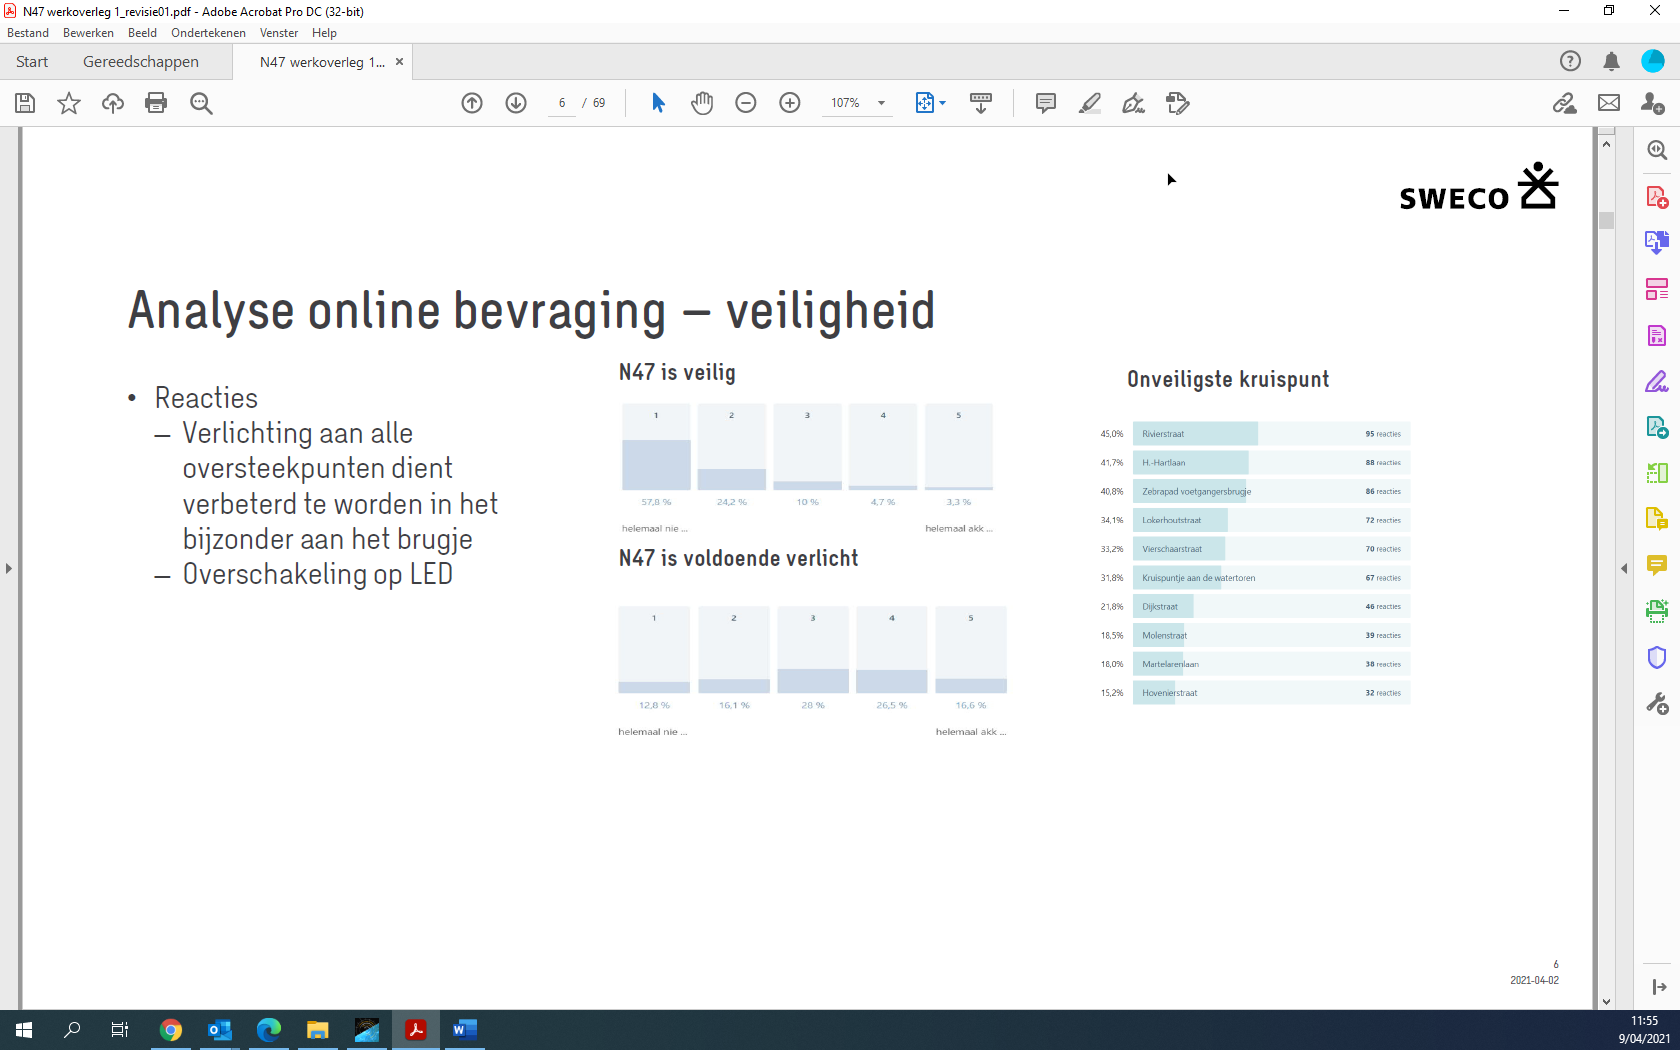 N47 werkoverleg 1_revisie01.pdf - Adobe Acrobat Pro DC (32-bit)
Bestand Bewerken Beeld Ondertekenen Venster Help
Start Gereedschappen N47 werkoverleg 1... ×
6 / 69 107%
SWECO
Analyse online bevraging – veiligheid
• Reacties
– Verlichting aan alle
oversteekpunten dient
verbeterd te worden in het
bijzonder aan het brugje
– Overschakeling op LED
N47 is veilig
1 2 3 4 5
57,8 % 24,2 % 10 % 4,7 % 3,3 %
helemaal nie ... helemaal akk ...
N47 is voldoende verlicht
1 2 3 4 5
12,8 % 16,1 % 28 % 26,5 % 16,6 %
helemaal nie ... helemaal akk ...
Onveiligste kruispunt
45,0% Rivierstraat 95 reacties
41,7% H.-Hartlaan 88 reacties
40,8% Zebrapad voetgangersbrugje 86 reacties
34,1% Lokerhoutstraat 72 reacties
33,2% Vierschaarstraat 70 reacties
31,8% Kruispuntje aan de watertoren 67 reacties
21,8% Dijkstraat 46 reacties
18,5% Molenstraat 39 reacties
18,0% Martelarenlaan 38 reacties
15,2% Hovenierstraat 32 reacties
6
2021-04-02
11:55
9/04/2021